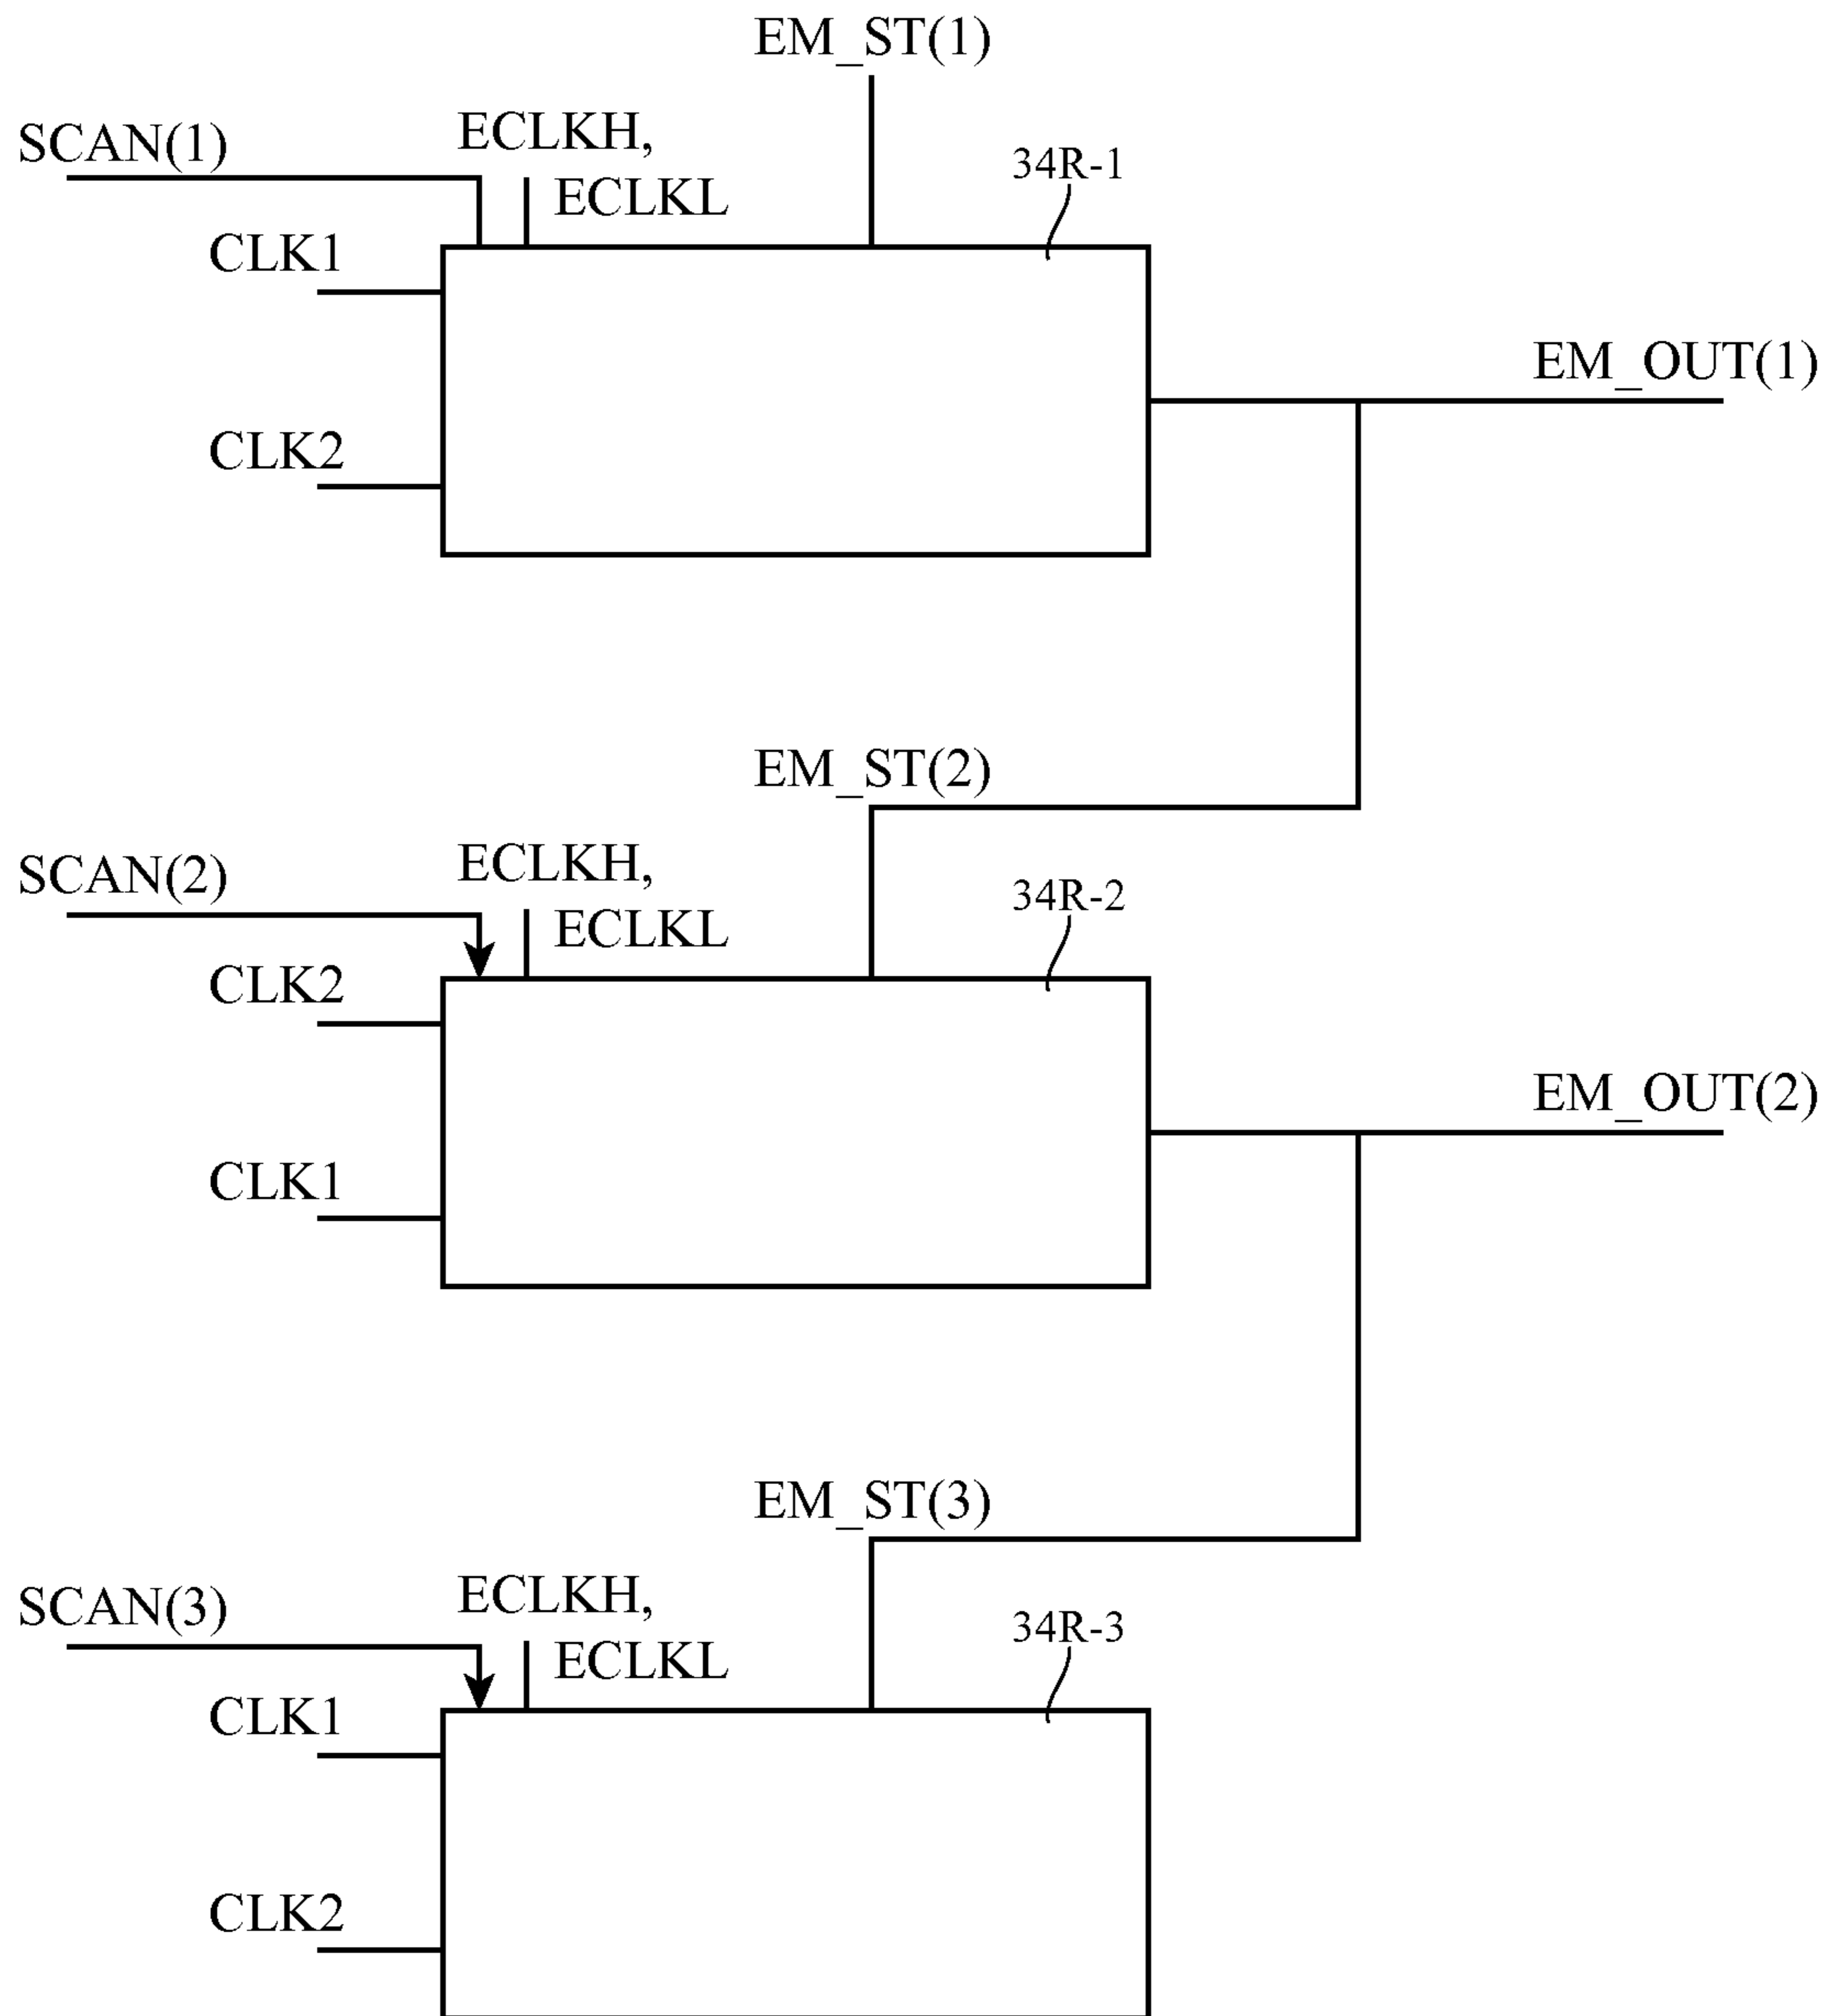 EM_ST(1)
SCAN(1)
ECLKH,
ECLKL
34R-1
CLK1
EM_OUT(1)
CLK2
EM_ST(2)
SCAN(2)
ECLKH,
ECLKL
34R-2
CLK2
EM_OUT(2)
CLK1
EM_ST(3)
SCAN(3)
ECLKH,
ECLKL
34R-3
CLK1
CLK2